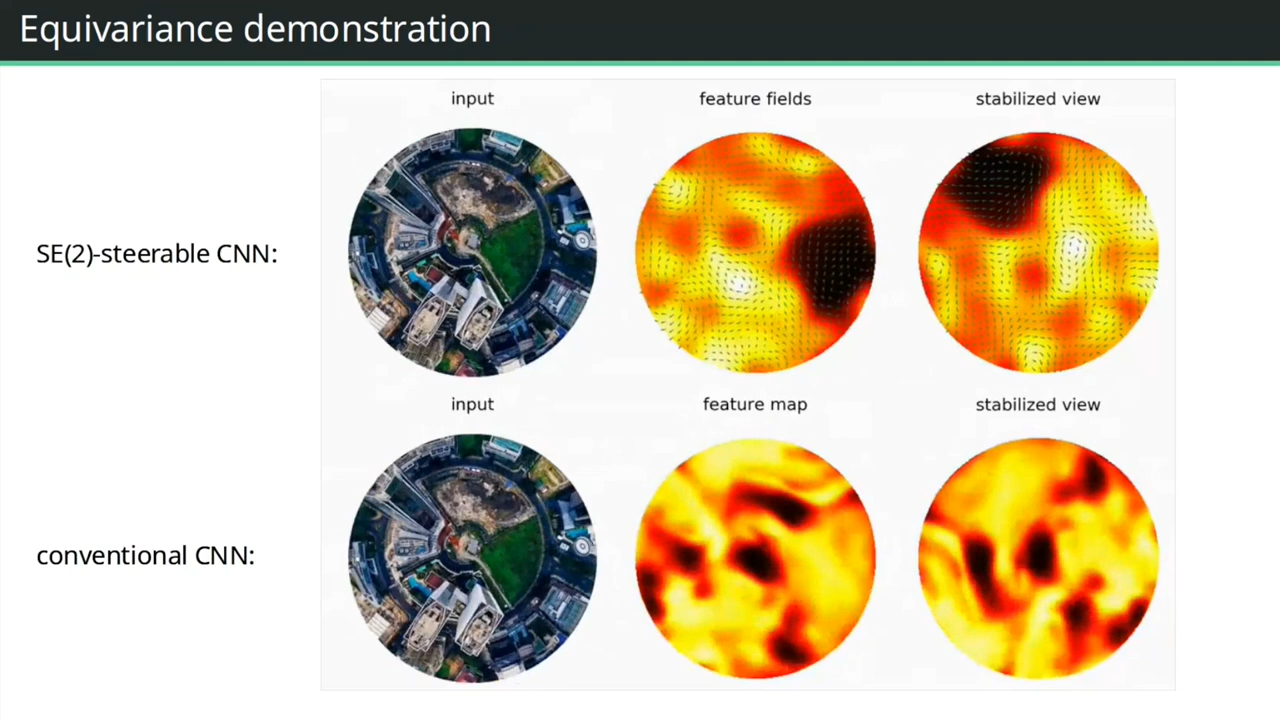 Equivariance demonstration
input
feature fields
stabilized view
SE(2)-steerable CNN:
input
feature map
stabilized view
conventional CNN: